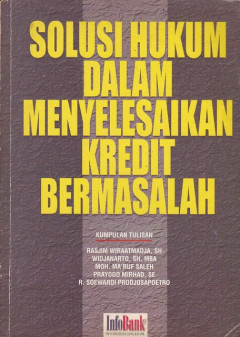 SOLUSI HUKUM
DALAM
MENYELESAIKAN
KREDIT
BERMASALAH
KUMPULAN TULISAN
RASJIM WIRAATMADJA, SH
WIDJANARTO, SH, MBA
MOH. MA'RUF SALEH
PRAYOGO MIRHAD, SE
R. SOEWARDI PRODJOSAPOETRO
InfoBank